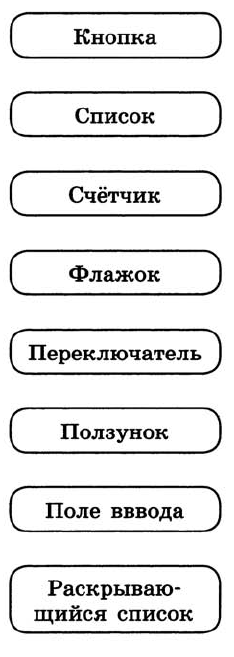 Кнопка
Список
Счётчик
Флажок
Переключатель
Ползунок
Поле вввода
Раскрываю-
щийся список